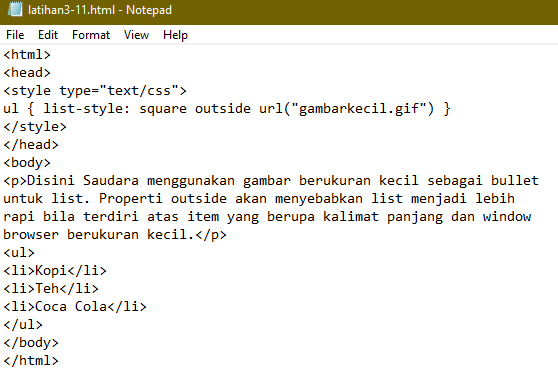 latihan3-11.html - Notepad
File Edit Format View Help
<html>
<head>
<style type="text/css">
ul { list-style: square outside url("gambarkecil.gif") }
</style>
</head>
<body>
<p>Disini Saudara menggunakan gambar berukuran kecil sebagai bullet
untuk list. Properti outside akan menyebabkan list menjadi lebih
rapi bila terdiri atas item yang berupa kalimat panjang dan window
browser berukuran kecil.</p>
<ul>
<li>Kopi</li>
<li>Teh</li>
<li>Coca Cola</li>
</ul>
</body>
</html>